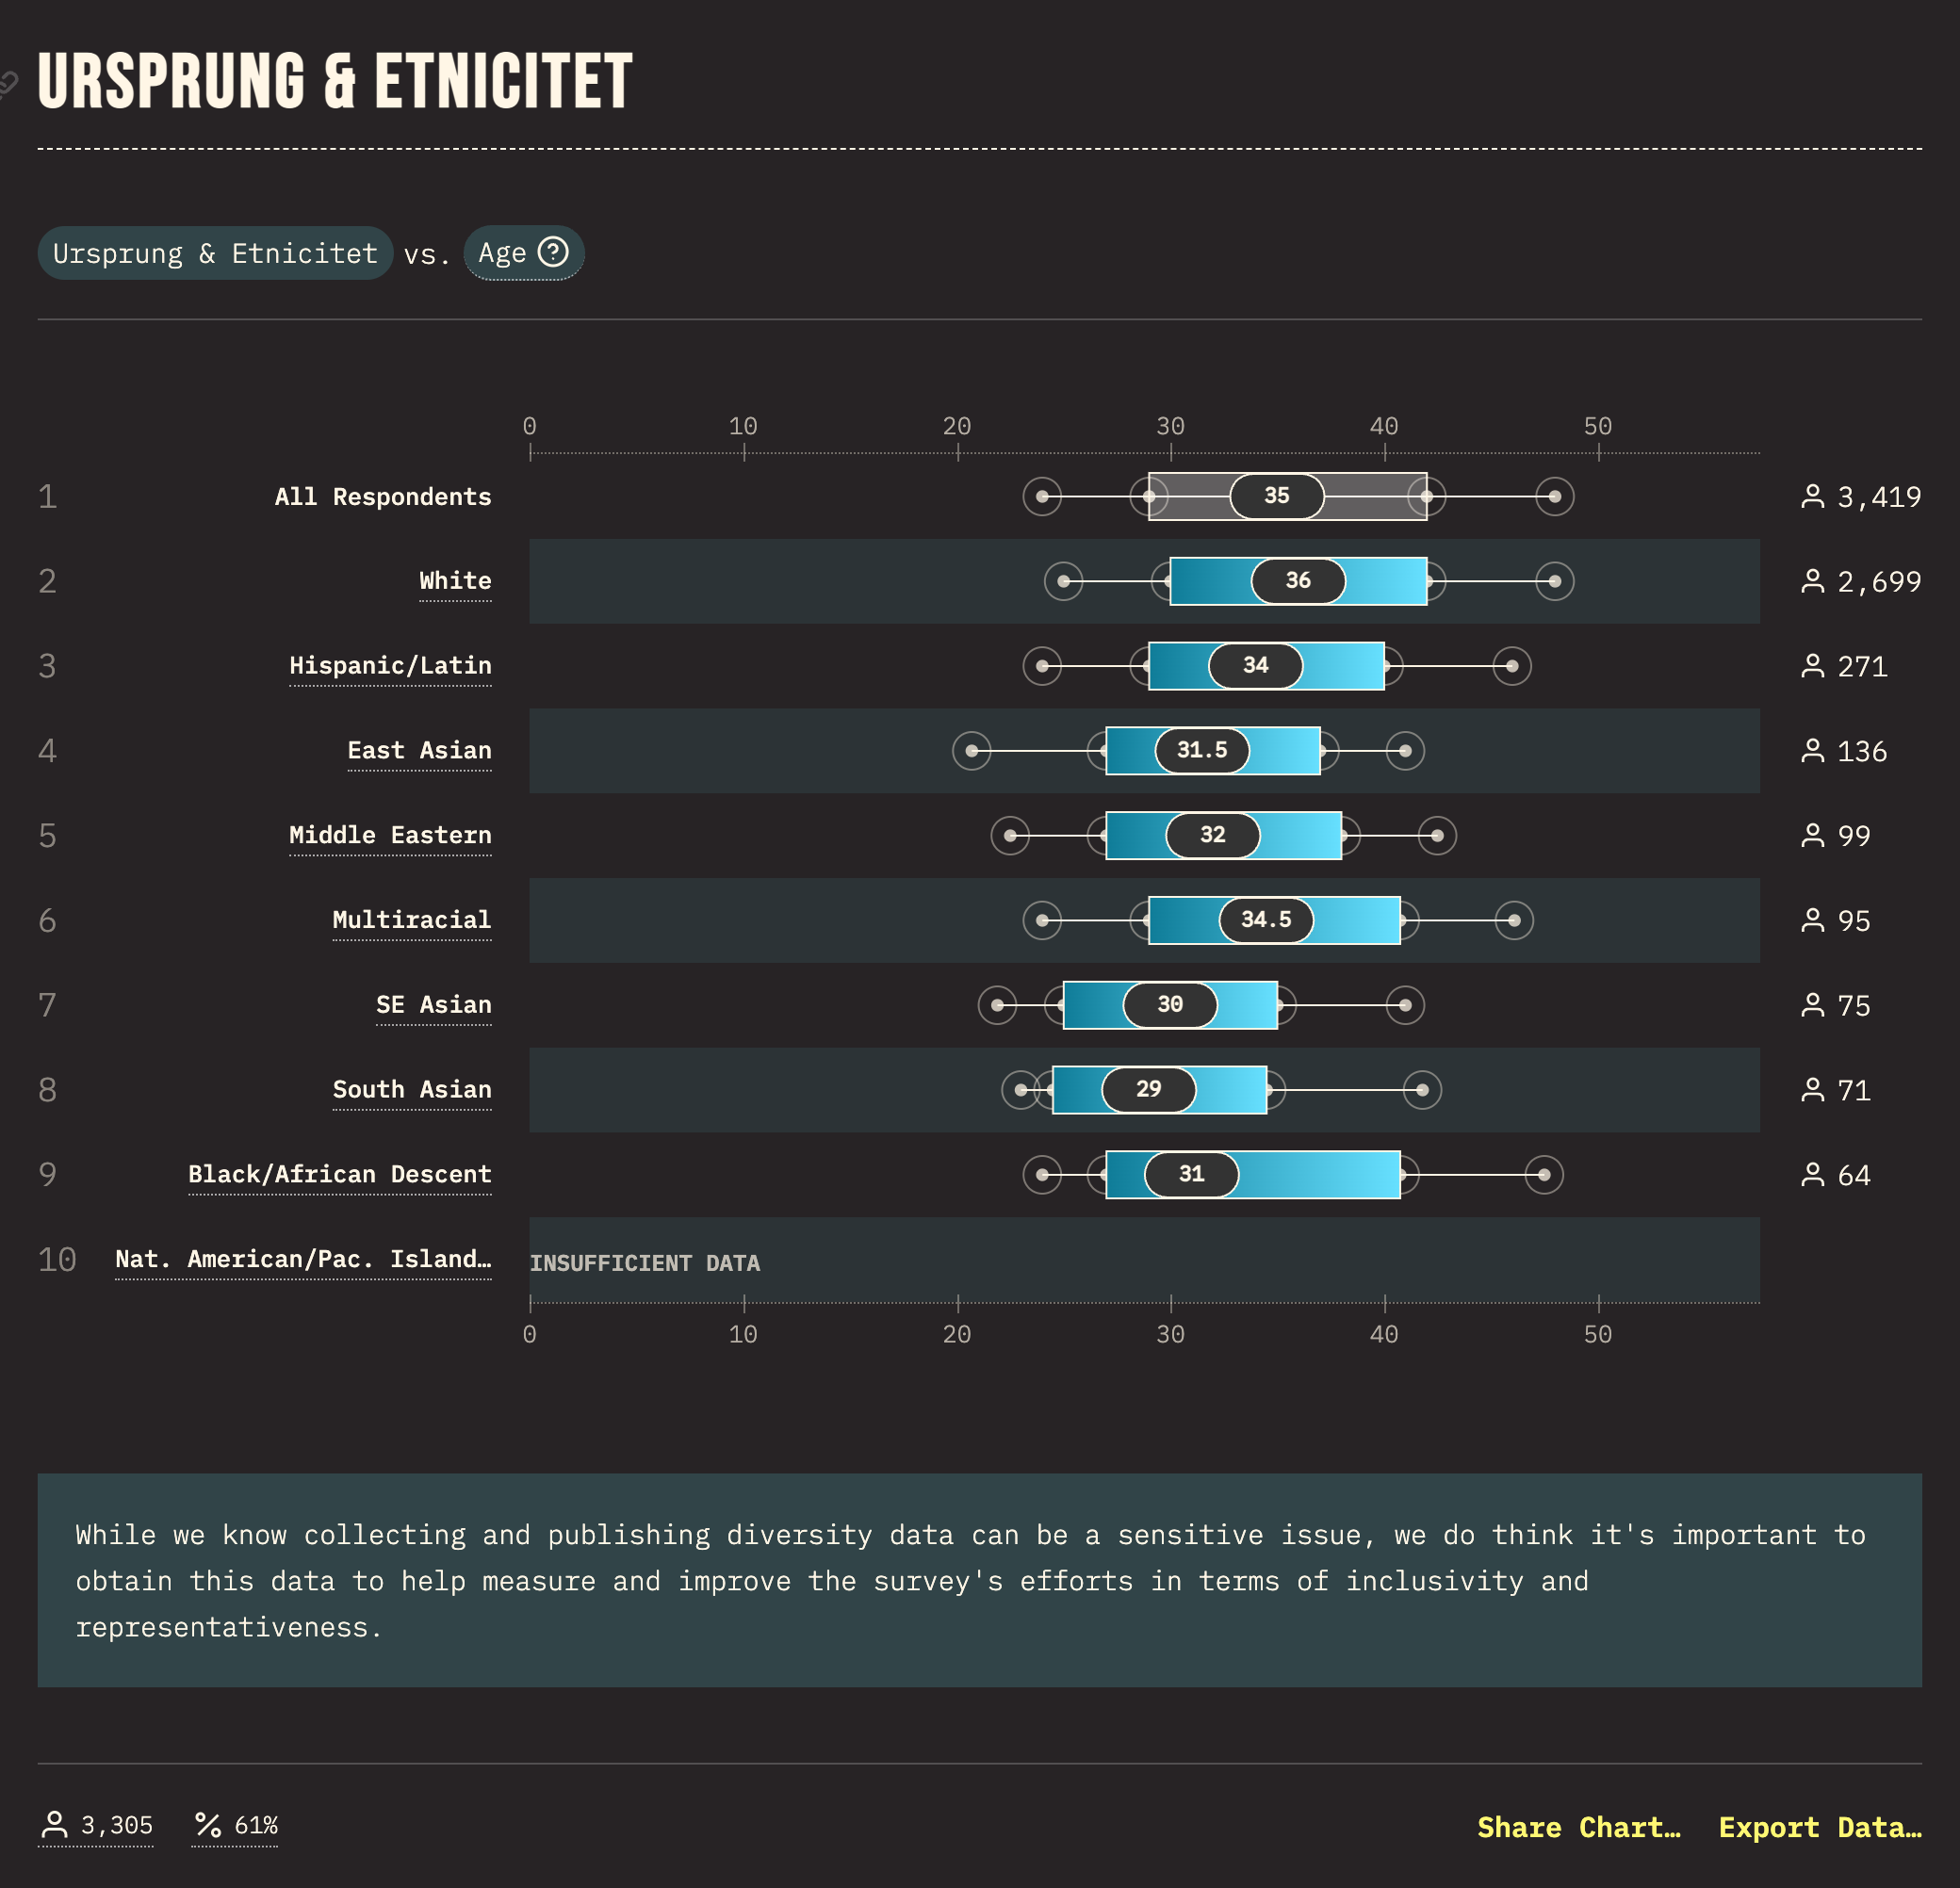 URSPRUNG & ETNICITET
Ursprung & Etnicitet vs. Age ?
0 10 20 30 40 50
1 All Respondents 35 3,419
2 White 36 2,699
3 Hispanic/Latin 34 271
4 East Asian 31.5 136
5 Middle Eastern 32 99
6 Multiracial 34.5 95
7 SE Asian 30 75
8 South Asian 29 71
9 Black/African Descent 31 64
10 Nat. American/Pac. Island… INSUFFICIENT DATA
0 10 20 30 40 50
While we know collecting and publishing diversity data can be a sensitive issue, we do think it's important to
obtain this data to help measure and improve the survey's efforts in terms of inclusivity and
representativeness.
3,305 % 61% Share Chart… Export Data…